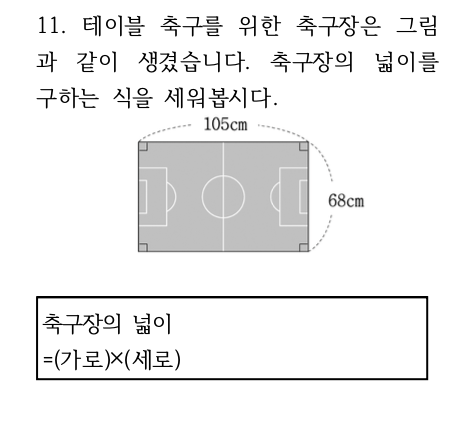 11. 테이블 축구를 위한 축구장은 그림
과 같이 생겼습니다. 축구장의 넓이를
구하는 식을 세워봅시다.
105cm
68cm
축구장의 넓이
=(가로)×(세로)